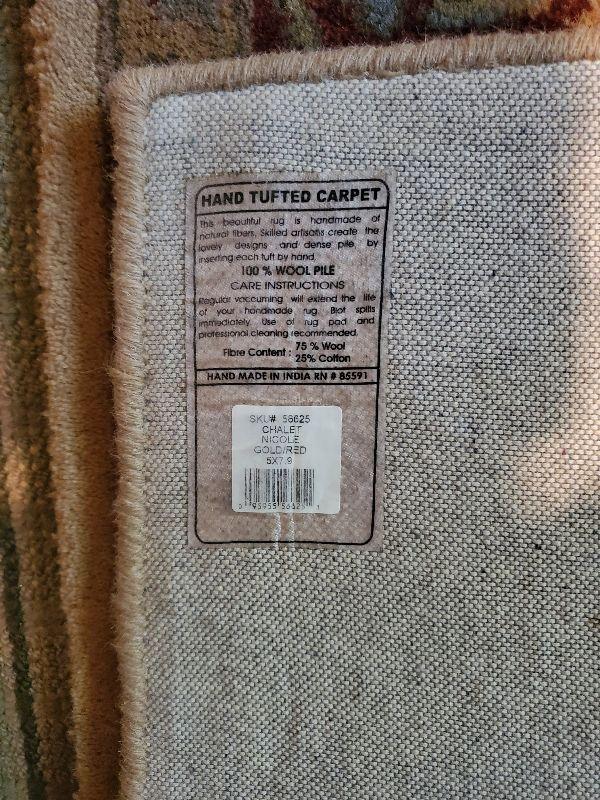 HAND TUFTED CARPET
This beautiful rug is handmade of
natural fibers. Skilled artisans create the
lovely designs and dense pile by
inserting each tuft by hand.
100 % WOOL PILE
CARE INSTRUCTIONS
Regular vaccuming will extend the life
of your handmade rug. Blot spills
immediately. Use of rug pad and
professional cleaning recommended.
Fibre Content : 75 % Wool
25% Cotton
HAND MADE IN INDIA RN # 85591
SKU# 56625
CHALET
NICOLE
GOLD/RED
5X7.9